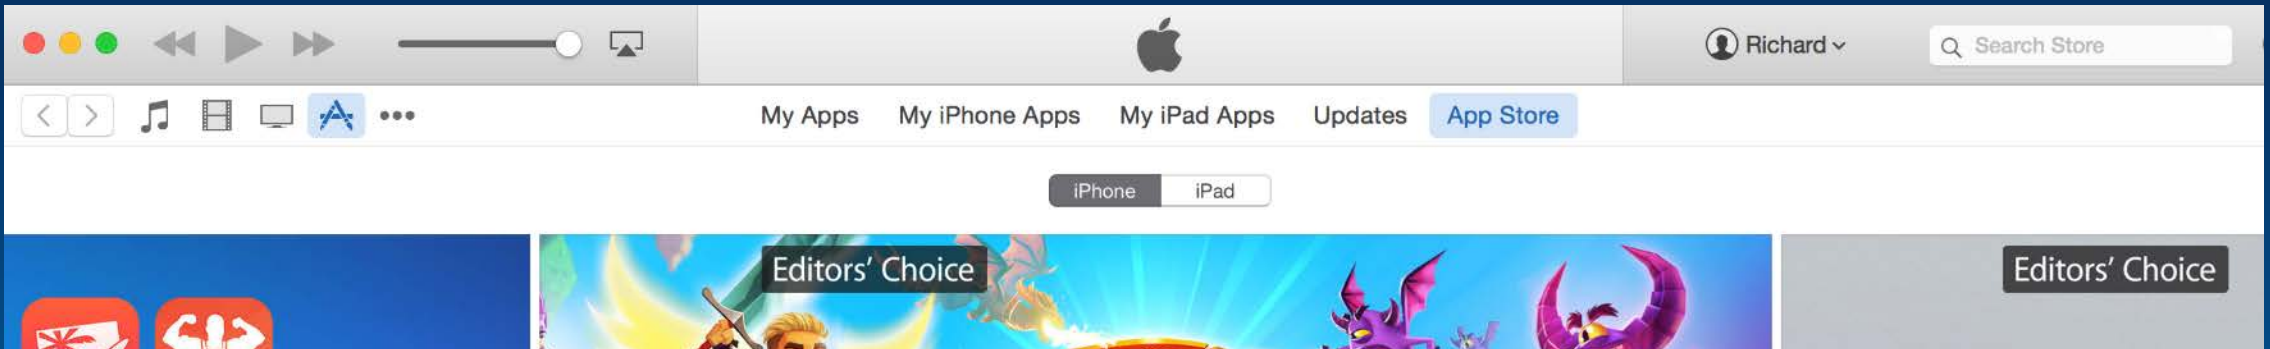 Richard
Search Store
My Apps My iPhone Apps My iPad Apps Updates App Store
iPhone iPad
Editors’ Choice
Editors’ Choice